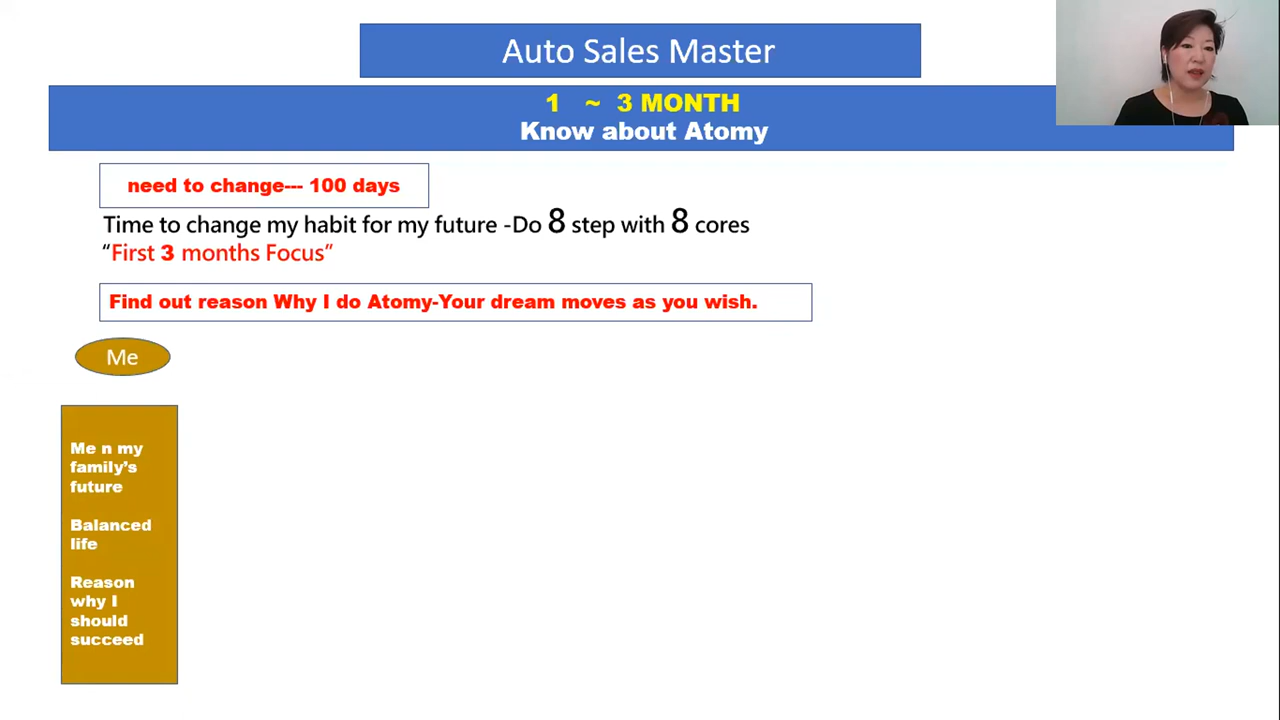 Auto Sales Master
1 ~ 3 MONTH
Know about Atomy
need to change--- 100 days
Time to change my habit for my future -Do 8 step with 8 cores
“First 3 months Focus”
Find out reason Why I do Atomy-Your dream moves as you wish.
Me
Me n my
family’s
future
Balanced
life
Reason
why I
should
succeed